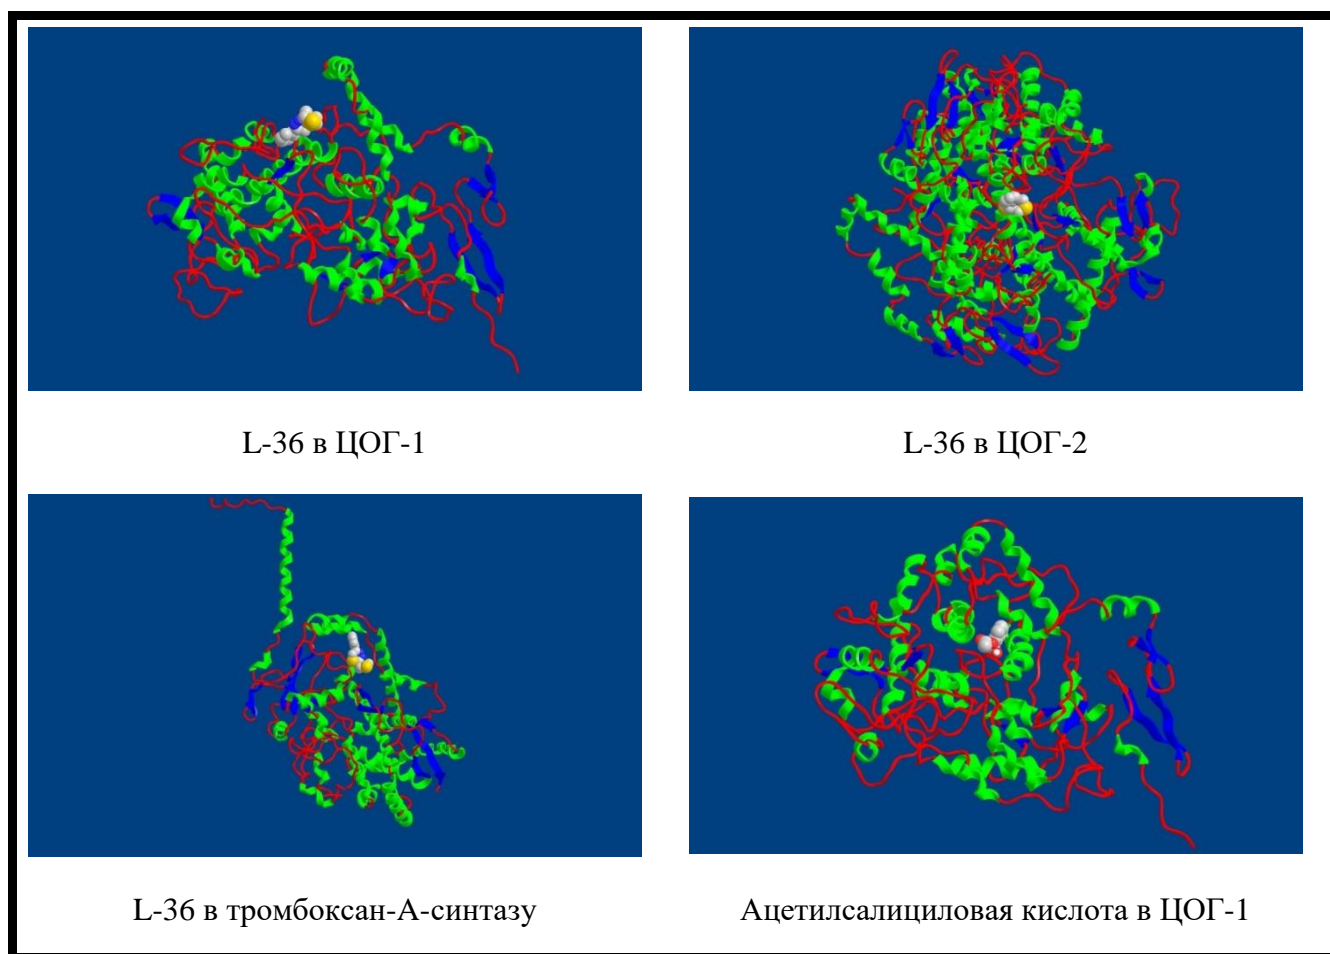 L-36 в ЦОГ-1
L-36 в ЦОГ-2
L-36 в тромбоксан-А-синтазу
Ацетилсалициловая кислота в ЦОГ-1